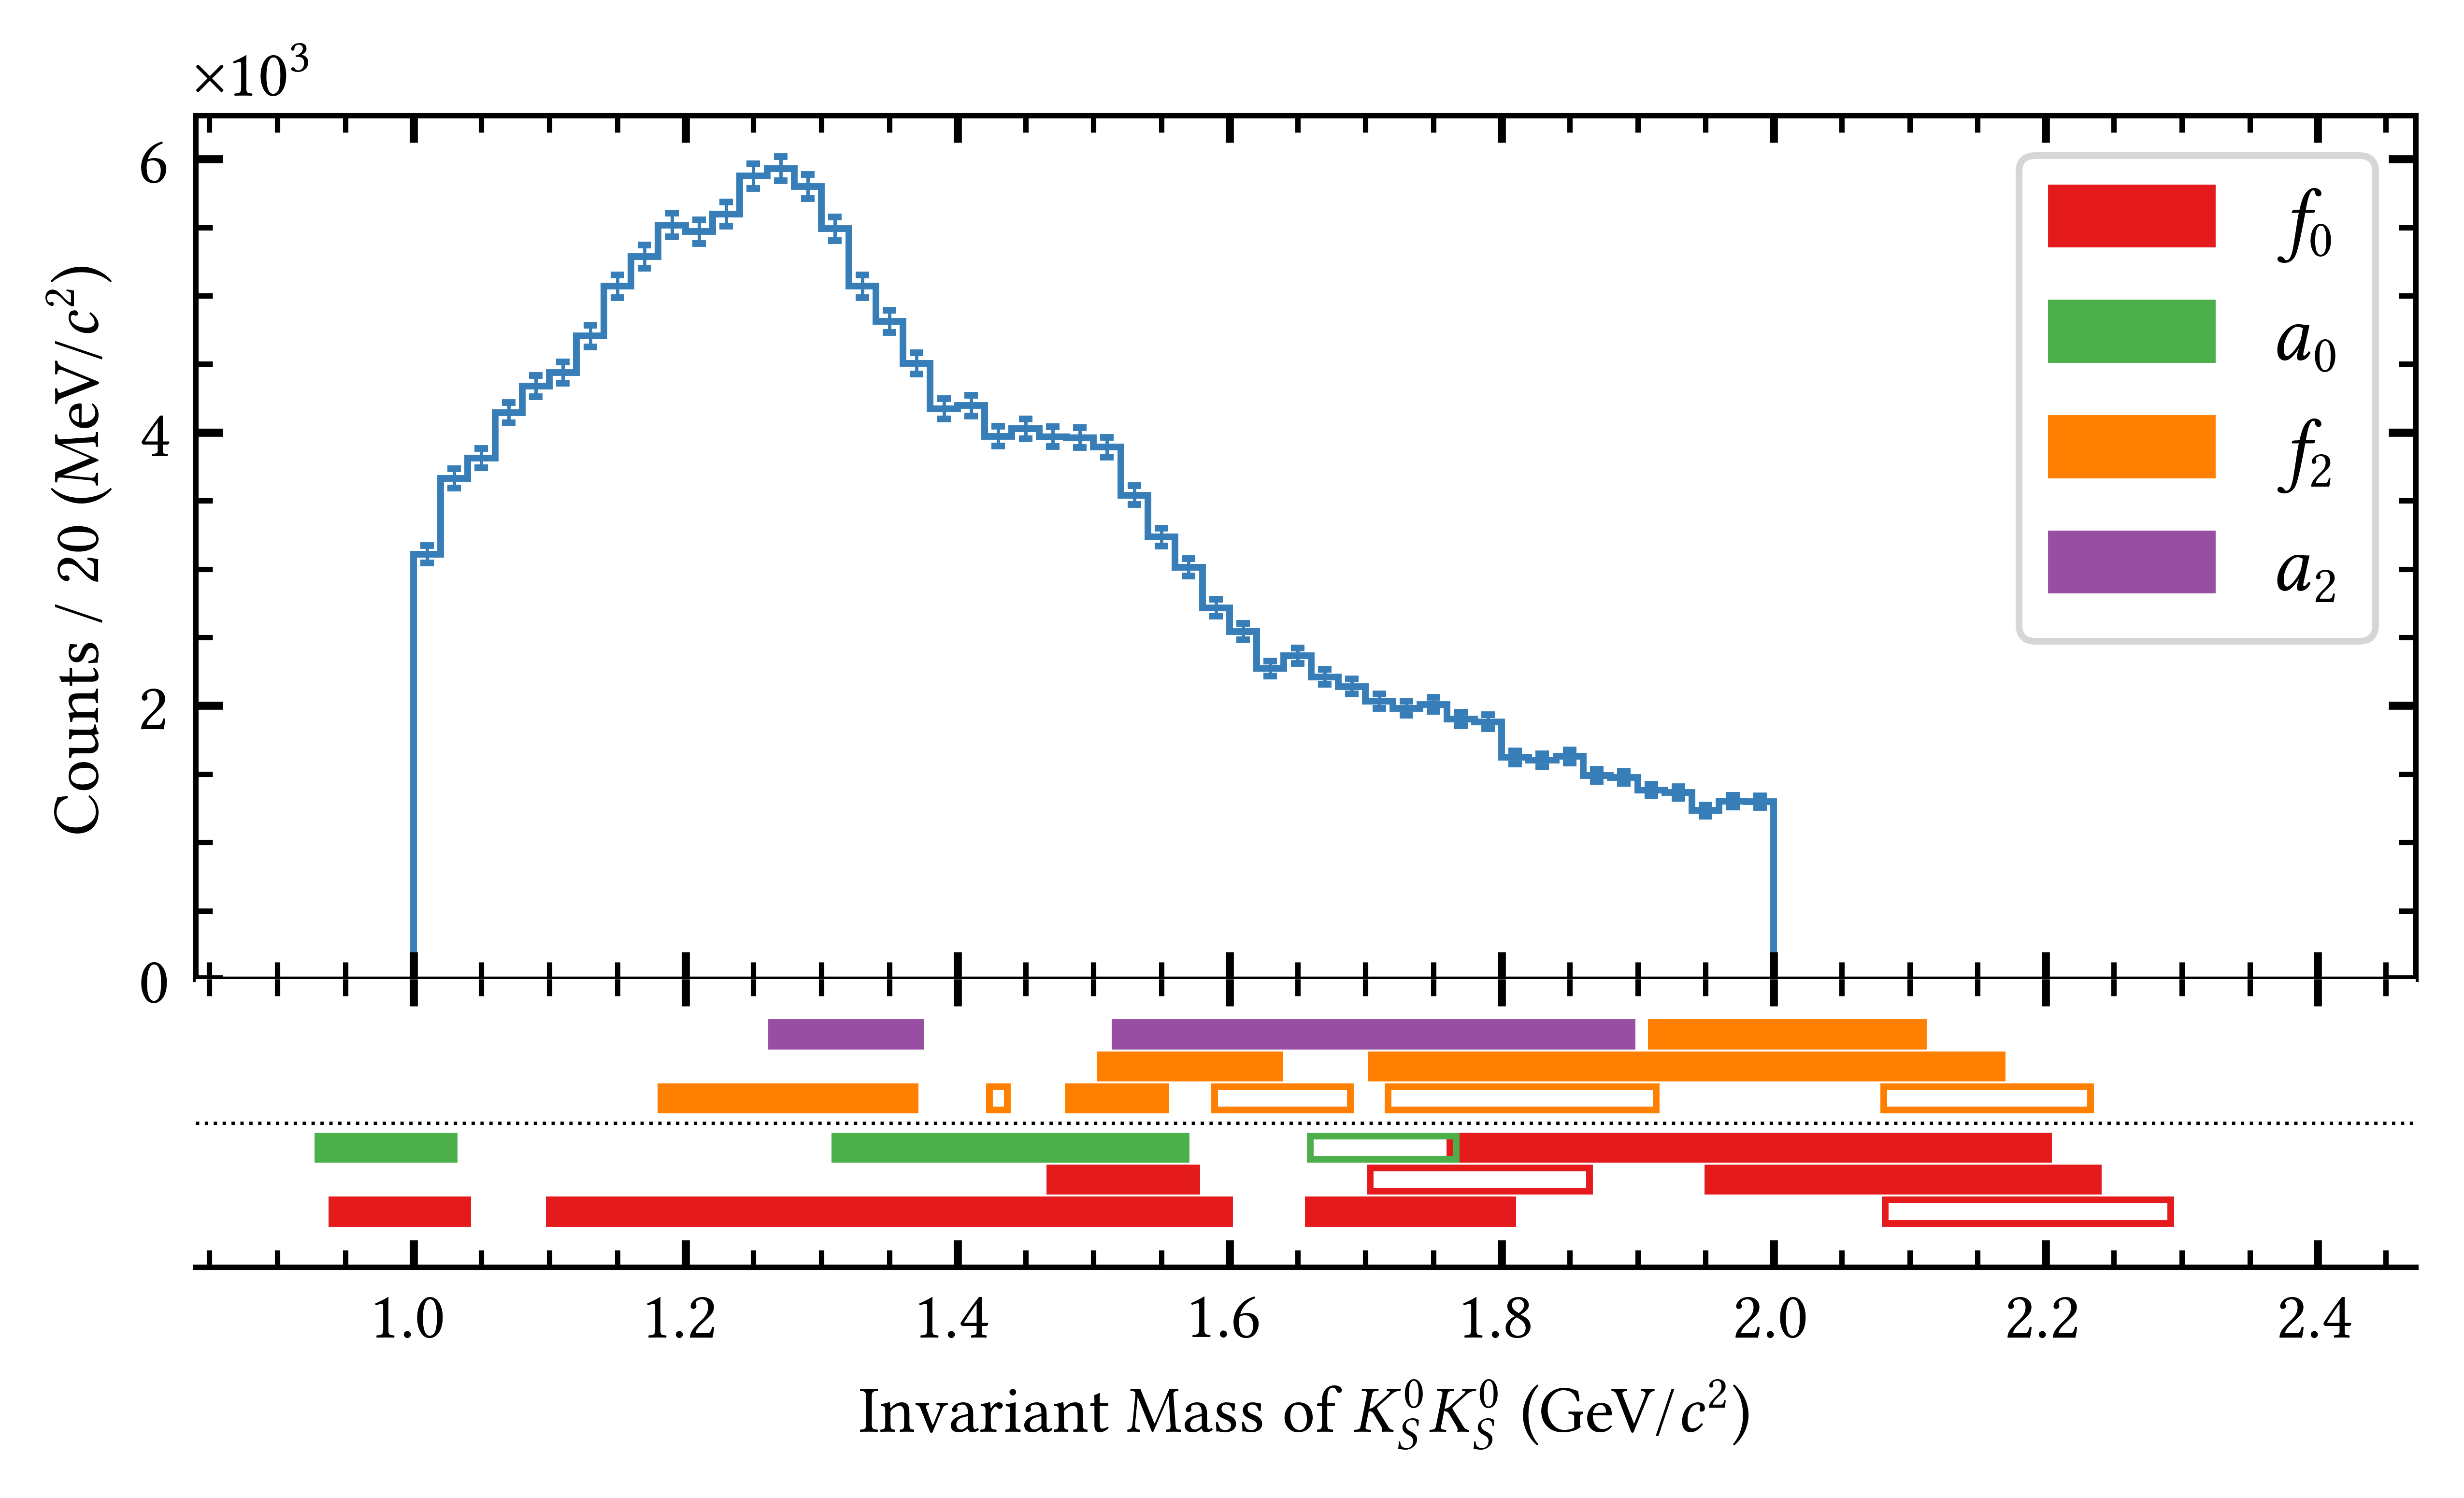 ×10³
Counts / 20 (MeV/c²)
6
4
2
0
f₀
a₀
f₂
a₂
1.0 1.2 1.4 1.6 1.8 2.0 2.2 2.4
Invariant Mass of K⁰_S K⁰_S (GeV/c²)